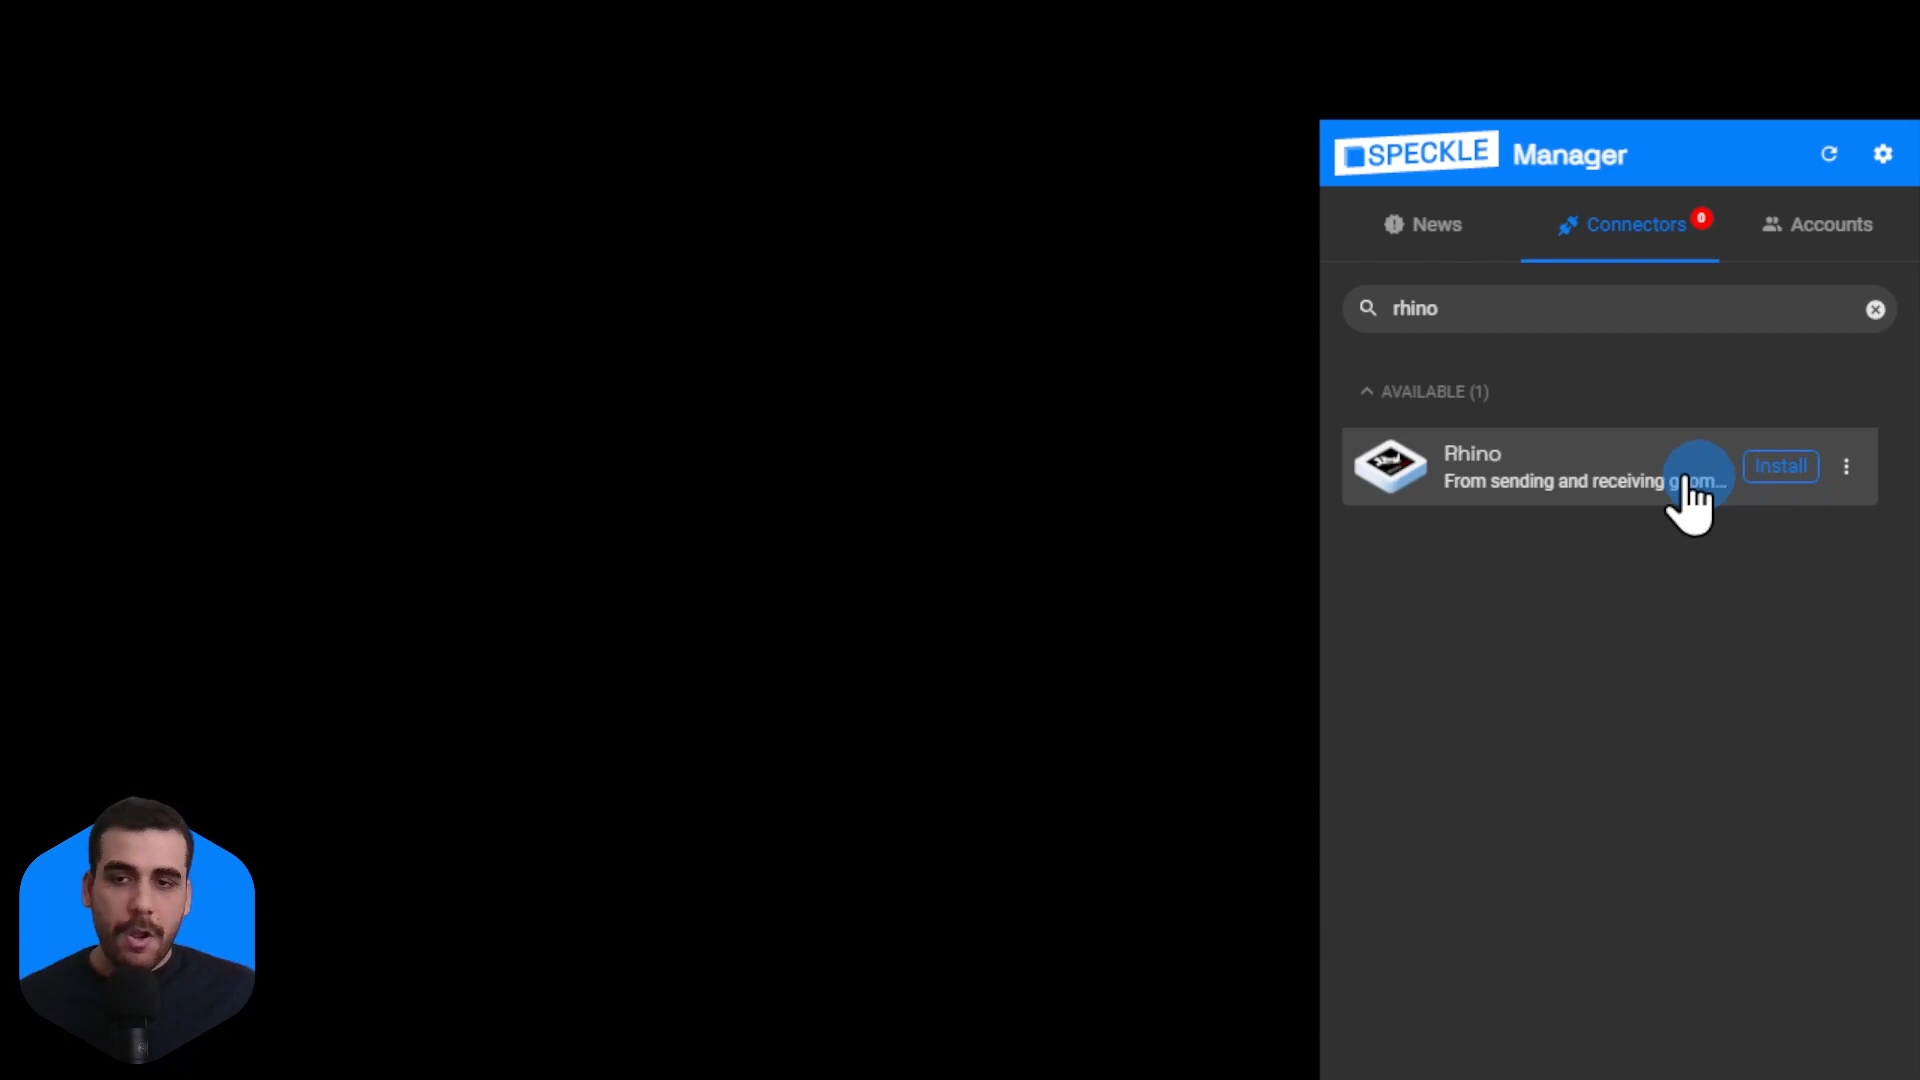 SPECKLE Manager
News
Connectors
0
Accounts
rhino
AVAILABLE (1)
Rhino
Install
From sending and receiving